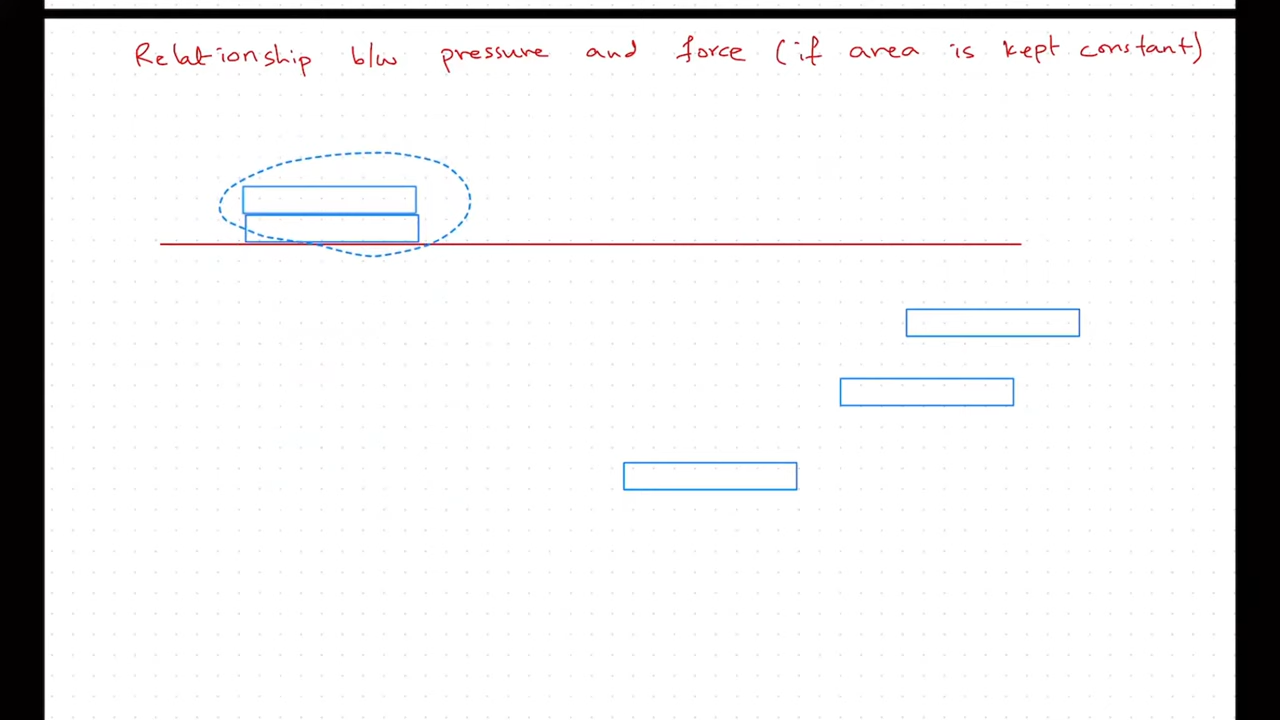 Relationship b/w pressure and force (if area is kept constant)